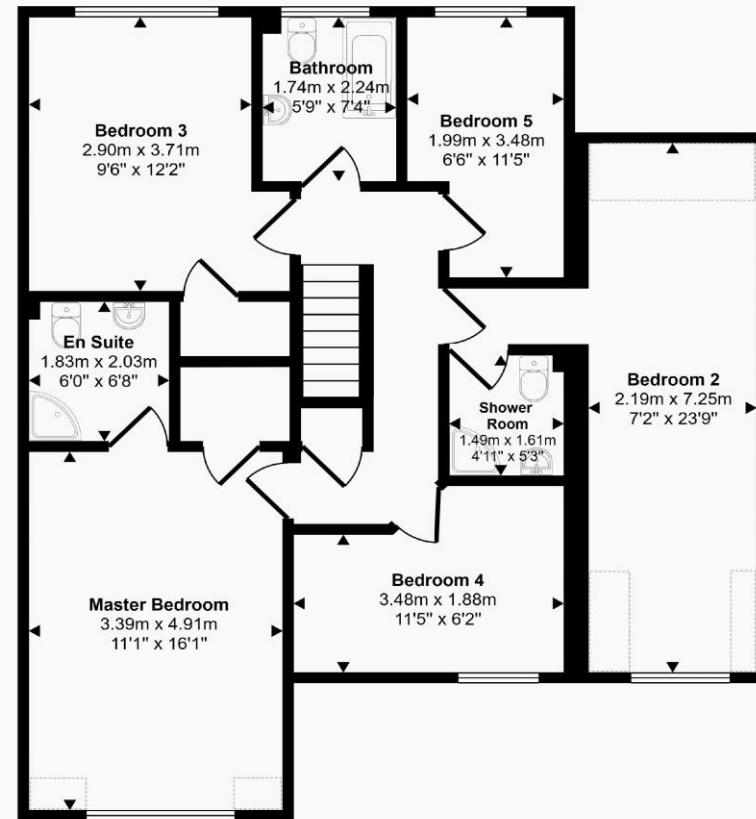 Bathroom
1.74m x 2.24m
5'9" x 7'4"
Bedroom 3
2.90m x 3.71m
9'6" x 12'2"
Bedroom 5
1.99m x 3.48m
6'6" x 11'5"
En Suite
1.83m x 2.03m
6'0" x 6'8"
Shower
Room
1.49m x 1.61m
4'11" x 5'3"
Bedroom 2
2.19m x 7.25m
7'2" x 23'9"
Master Bedroom
3.39m x 4.91m
11'1" x 16'1"
Bedroom 4
3.48m x 1.88m
11'5" x 6'2"